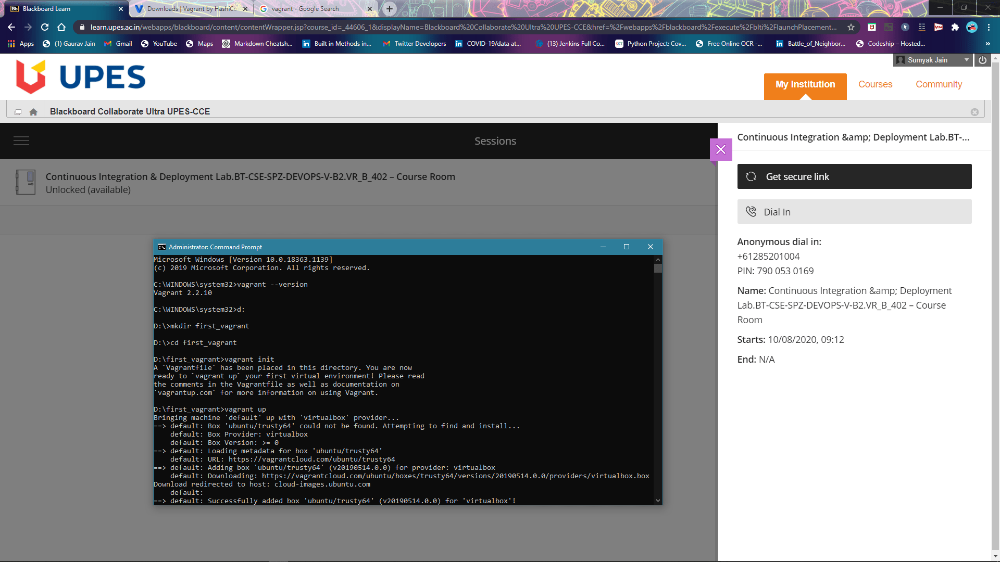 Blackboard Learn
Downloads | Vagrant by HashiCo
vagrant - Google Search
learn.upes.ac.in/webapps/blackboard/content/contentWrapper.jsp?course_id=_44606_1&displayName=Blackboard%20Collaborate%20Ultra%20UPES-CCE&href=%2Fwebapps%2Fblackboard%2Fexecute%2Fblti%2FlaunchPlacement...
Apps
(1) Gaurav Jain
Gmail
YouTube
Maps
Markdown Cheatsh...
Built in Methods in...
Twitter Developers
COVID-19/data at...
(13) Jenkins Full Co...
Python Project: Cov...
Free Online OCR -...
Battle_of_Neighbor...
Codeship – Hosted...
»
Sumyak Jain
UPES
My Institution
Courses
Community
Blackboard Collaborate Ultra UPES-CCE
Sessions
Continuous Integration & Deployment Lab.BT-CSE-SPZ-DEVOPS-V-B2.VR_B_402 – Course Room
Unlocked (available)
Administrator: Command Prompt
Microsoft Windows [Version 10.0.18363.1139]
(c) 2019 Microsoft Corporation. All rights reserved.
C:\WINDOWS\system32>vagrant --version
Vagrant 2.2.10
C:\WINDOWS\system32>d:
D:\>mkdir first_vagrant
D:\>cd first_vagrant
D:\first_vagrant>vagrant init
A `Vagrantfile` has been placed in this directory. You are now
ready to `vagrant up` your first virtual environment! Please read
the comments in the Vagrantfile as well as documentation on
`vagrantup.com` for more information on using Vagrant.
D:\first_vagrant>vagrant up
Bringing machine 'default' up with 'virtualbox' provider...
==> default: Box 'ubuntu/trusty64' could not be found. Attempting to find and install...
default: Box Provider: virtualbox
default: Box Version: >= 0
==> default: Loading metadata for box 'ubuntu/trusty64'
default: URL: https://vagrantcloud.com/ubuntu/trusty64
==> default: Adding box 'ubuntu/trusty64' (v20190514.0.0) for provider: virtualbox
default: Downloading: https://vagrantcloud.com/ubuntu/boxes/trusty64/versions/20190514.0.0/providers/virtualbox.box
Download redirected to host: cloud-images.ubuntu.com
default:
==> default: Successfully added box 'ubuntu/trusty64' (v20190514.0.0) for 'virtualbox'!
Continuous Integration &amp; Deployment Lab.BT-...
Get secure link
Dial In
Anonymous dial in:
+61285201004
PIN: 790 053 0169
Name: Continuous Integration &amp; Deployment
Lab.BT-CSE-SPZ-DEVOPS-V-B2.VR_B_402 – Course
Room
Starts: 10/08/2020, 09:12
End: N/A